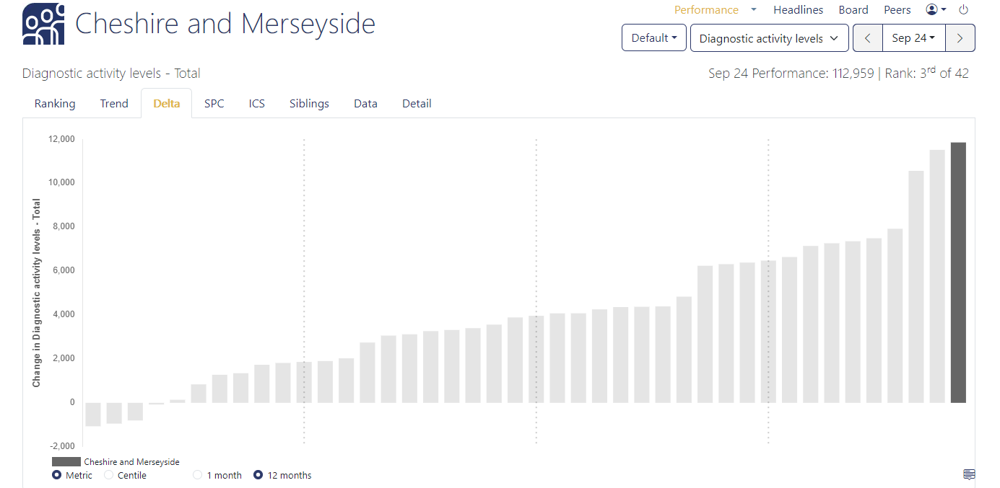 Cheshire and Merseyside
Performance Headlines Board Peers
Default Diagnostic activity levels Sep 24
Diagnostic activity levels - Total
Sep 24 Performance: 112,959 | Rank: 3rd of 42
Ranking Trend Delta SPC ICS Siblings Data Detail
Change in Diagnostic activity levels - Total
12,000
10,000
8,000
6,000
4,000
2,000
0
-2,000
Cheshire and Merseyside
Metric Centile 1 month 12 months